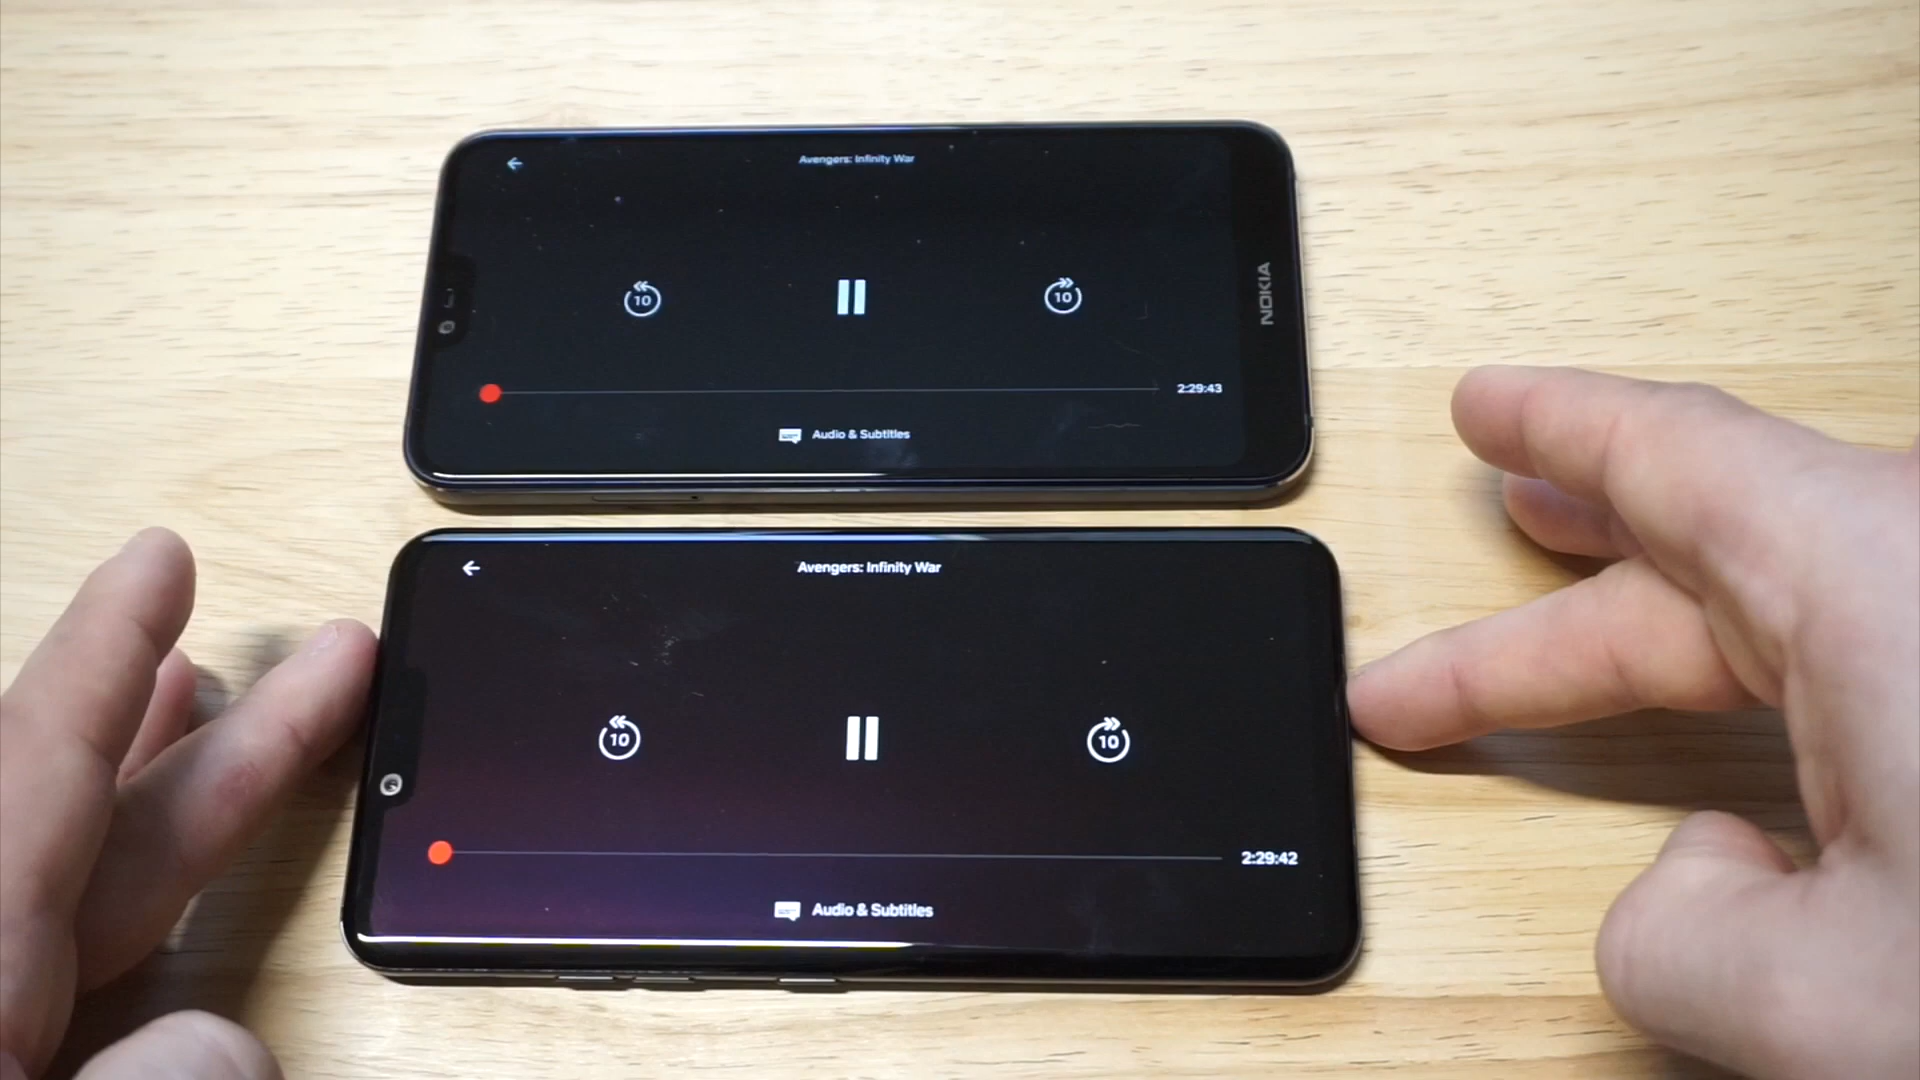 Avengers: Infinity War
10
10
NOKIA
2:29:43
Audio & Subtitles
Avengers: Infinity War
10
10
2:29:42
Audio & Subtitles